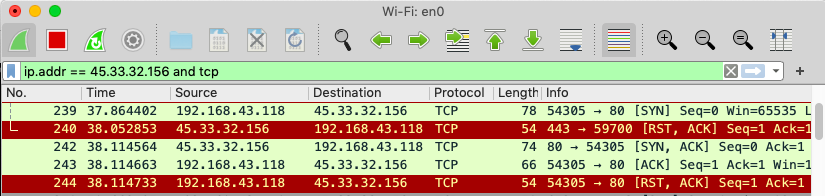 Wi-Fi: en0
ip.addr == 45.33.32.156 and tcp
No. Time Source Destination Protocol Length Info
239 37.864402 192.168.43.118 45.33.32.156 TCP 78 54305 → 80 [SYN] Seq=0 Win=65535 L
240 38.052853 45.33.32.156 192.168.43.118 TCP 54 443 → 59700 [RST, ACK] Seq=1 Ack=1
242 38.114564 45.33.32.156 192.168.43.118 TCP 74 80 → 54305 [SYN, ACK] Seq=0 Ack=1
243 38.114663 192.168.43.118 45.33.32.156 TCP 66 54305 → 80 [ACK] Seq=1 Ack=1 Win=1
244 38.114733 192.168.43.118 45.33.32.156 TCP 54 54305 → 80 [RST, ACK] Seq=1 Ack=1